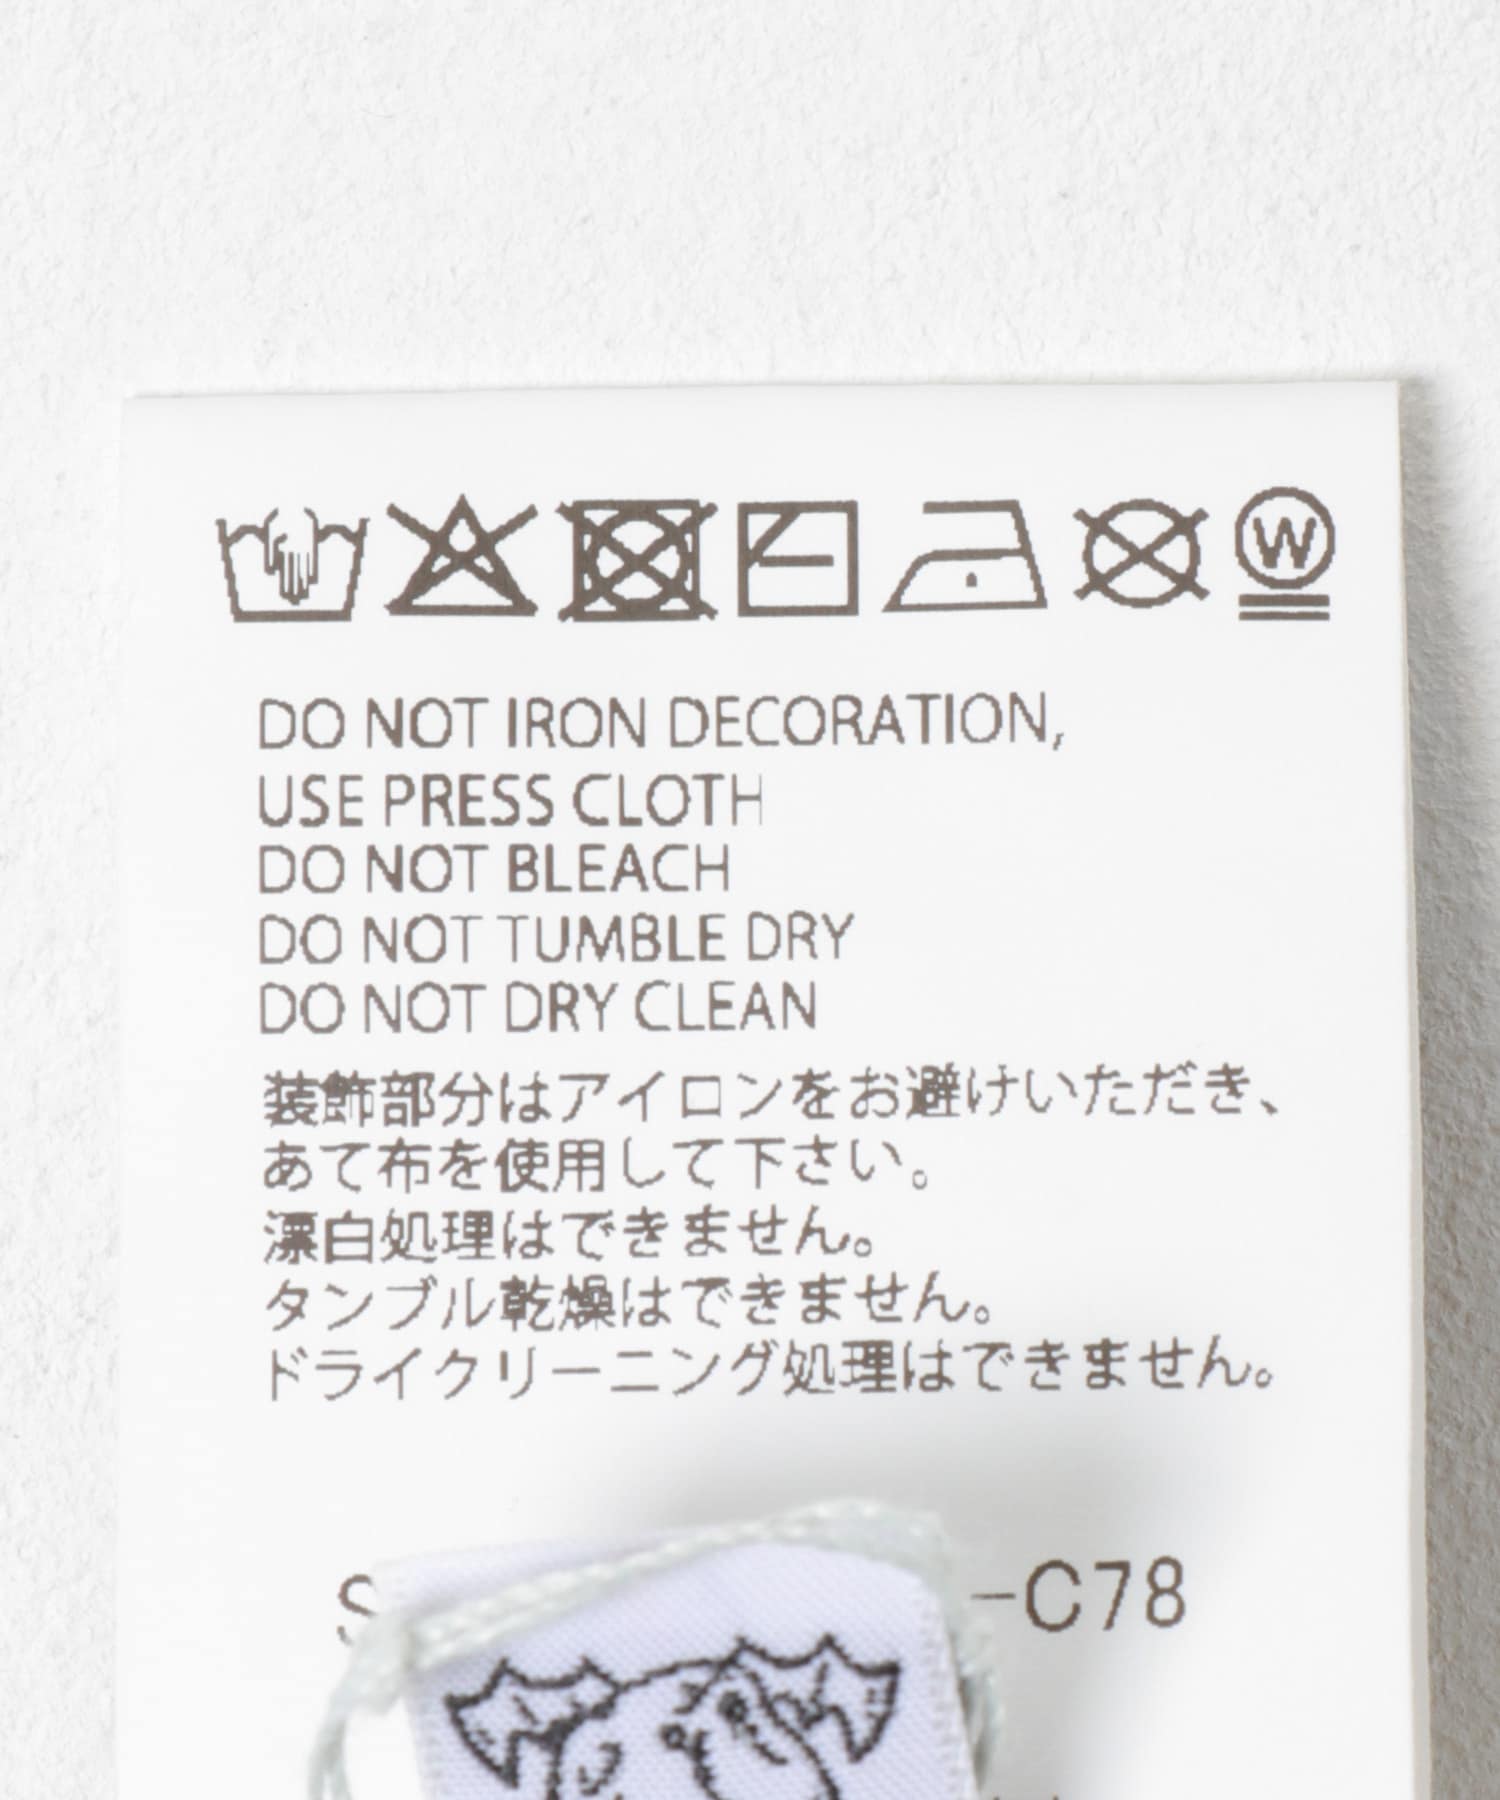 W
DO NOT IRON DECORATION,
USE PRESS CLOTH
DO NOT BLEACH
DO NOT TUMBLE DRY
DO NOT DRY CLEAN
装飾部分はアイロンをお避けいただき、
あて布を使用して下さい。
漂白処理はできません。
タンブル乾燥はできません。
ドライクリーニング処理はできません。
-C78